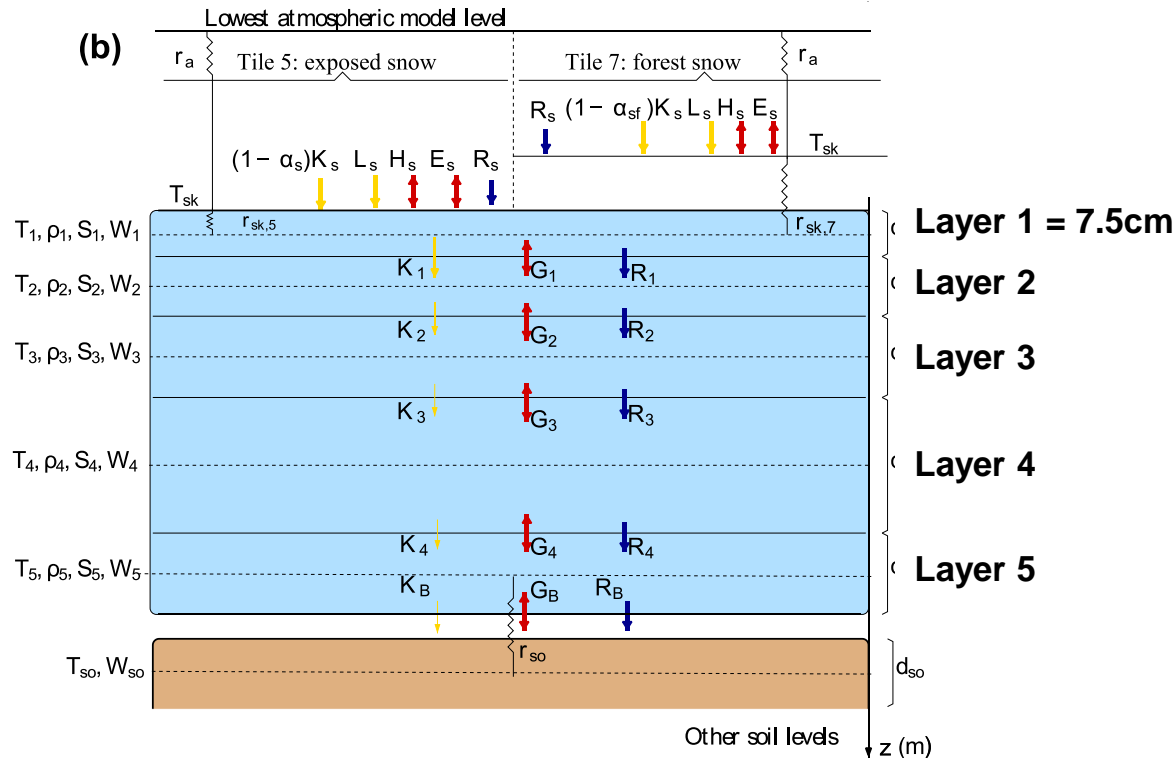 Lowest atmospheric model level
(b)
r_a
Tile 5: exposed snow
Tile 7: forest snow
r_a
R_s (1 − α_sf)K_s L_s H_s E_s
T_sk
(1 − α_s)K_s L_s H_s E_s R_s
T_sk
r_sk,5
r_sk,7
T_1, ρ_1, S_1, W_1
Layer 1 = 7.5cm
K_1 G_1 R_1
T_2, ρ_2, S_2, W_2
Layer 2
K_2 G_2 R_2
T_3, ρ_3, S_3, W_3
Layer 3
K_3 G_3 R_3
T_4, ρ_4, S_4, W_4
Layer 4
K_4 G_4 R_4
T_5, ρ_5, S_5, W_5
Layer 5
K_B G_B R_B
r_so
T_so, W_so
d_so
Other soil levels
z (m)